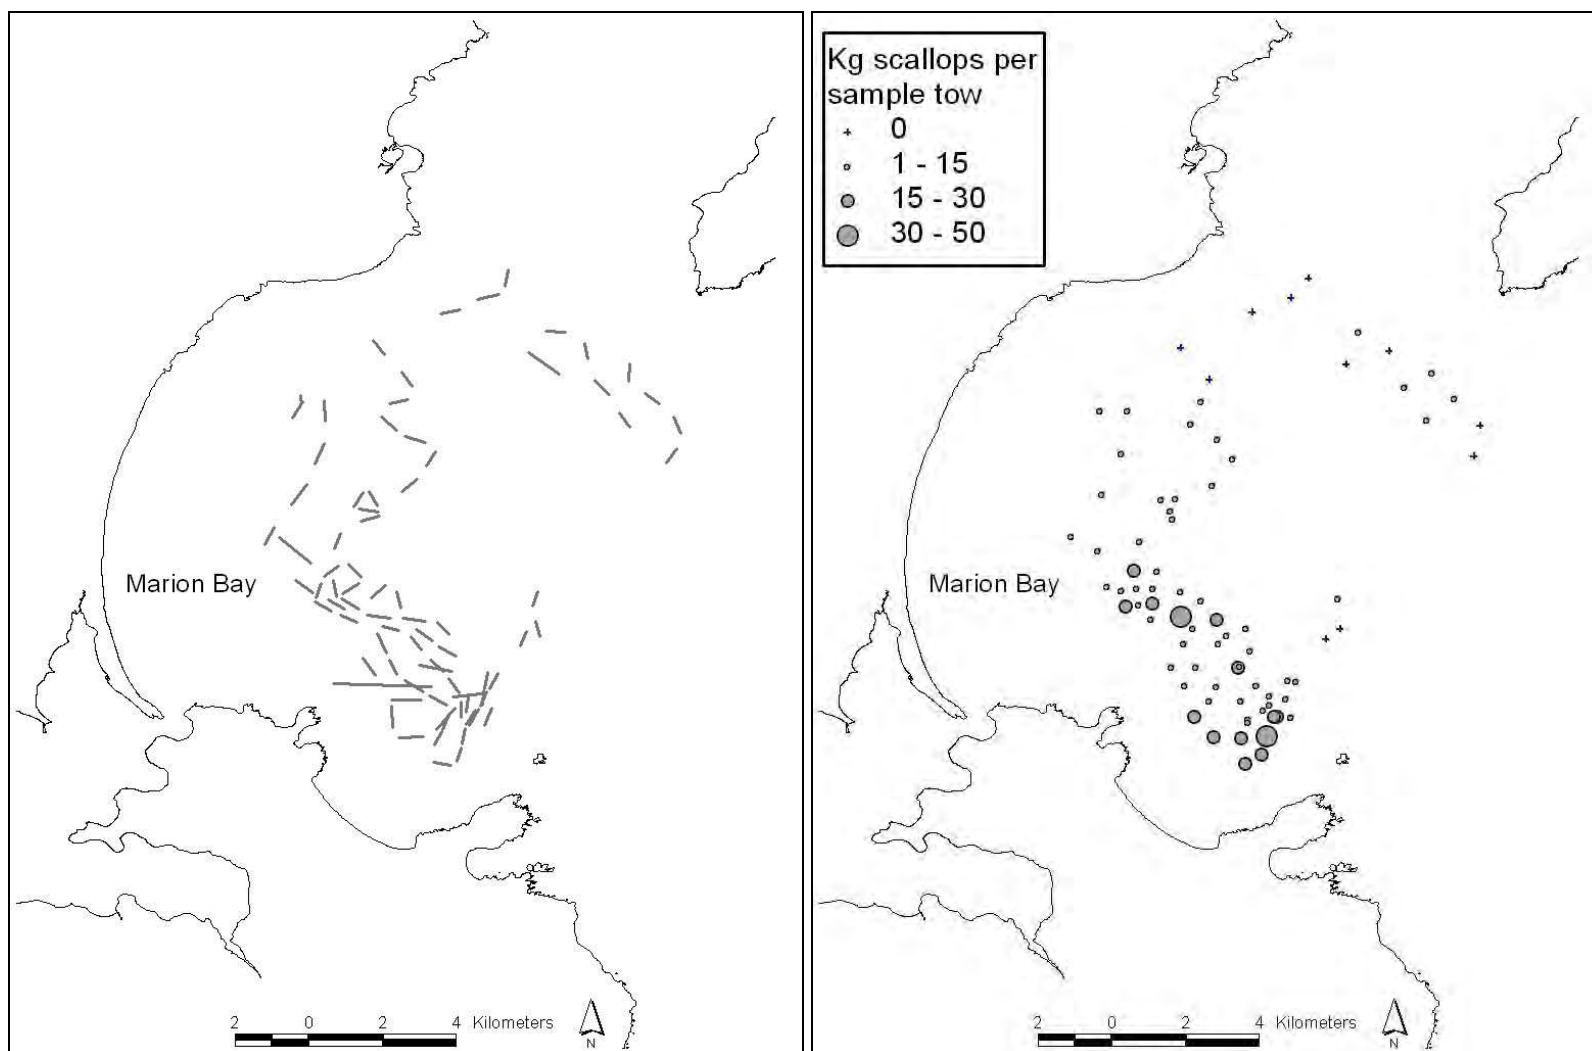 Marion Bay
2 0 2 4 Kilometers
N
Kg scallops per
sample tow
0
1 - 15
15 - 30
30 - 50
Marion Bay
2 0 2 4 Kilometers
N